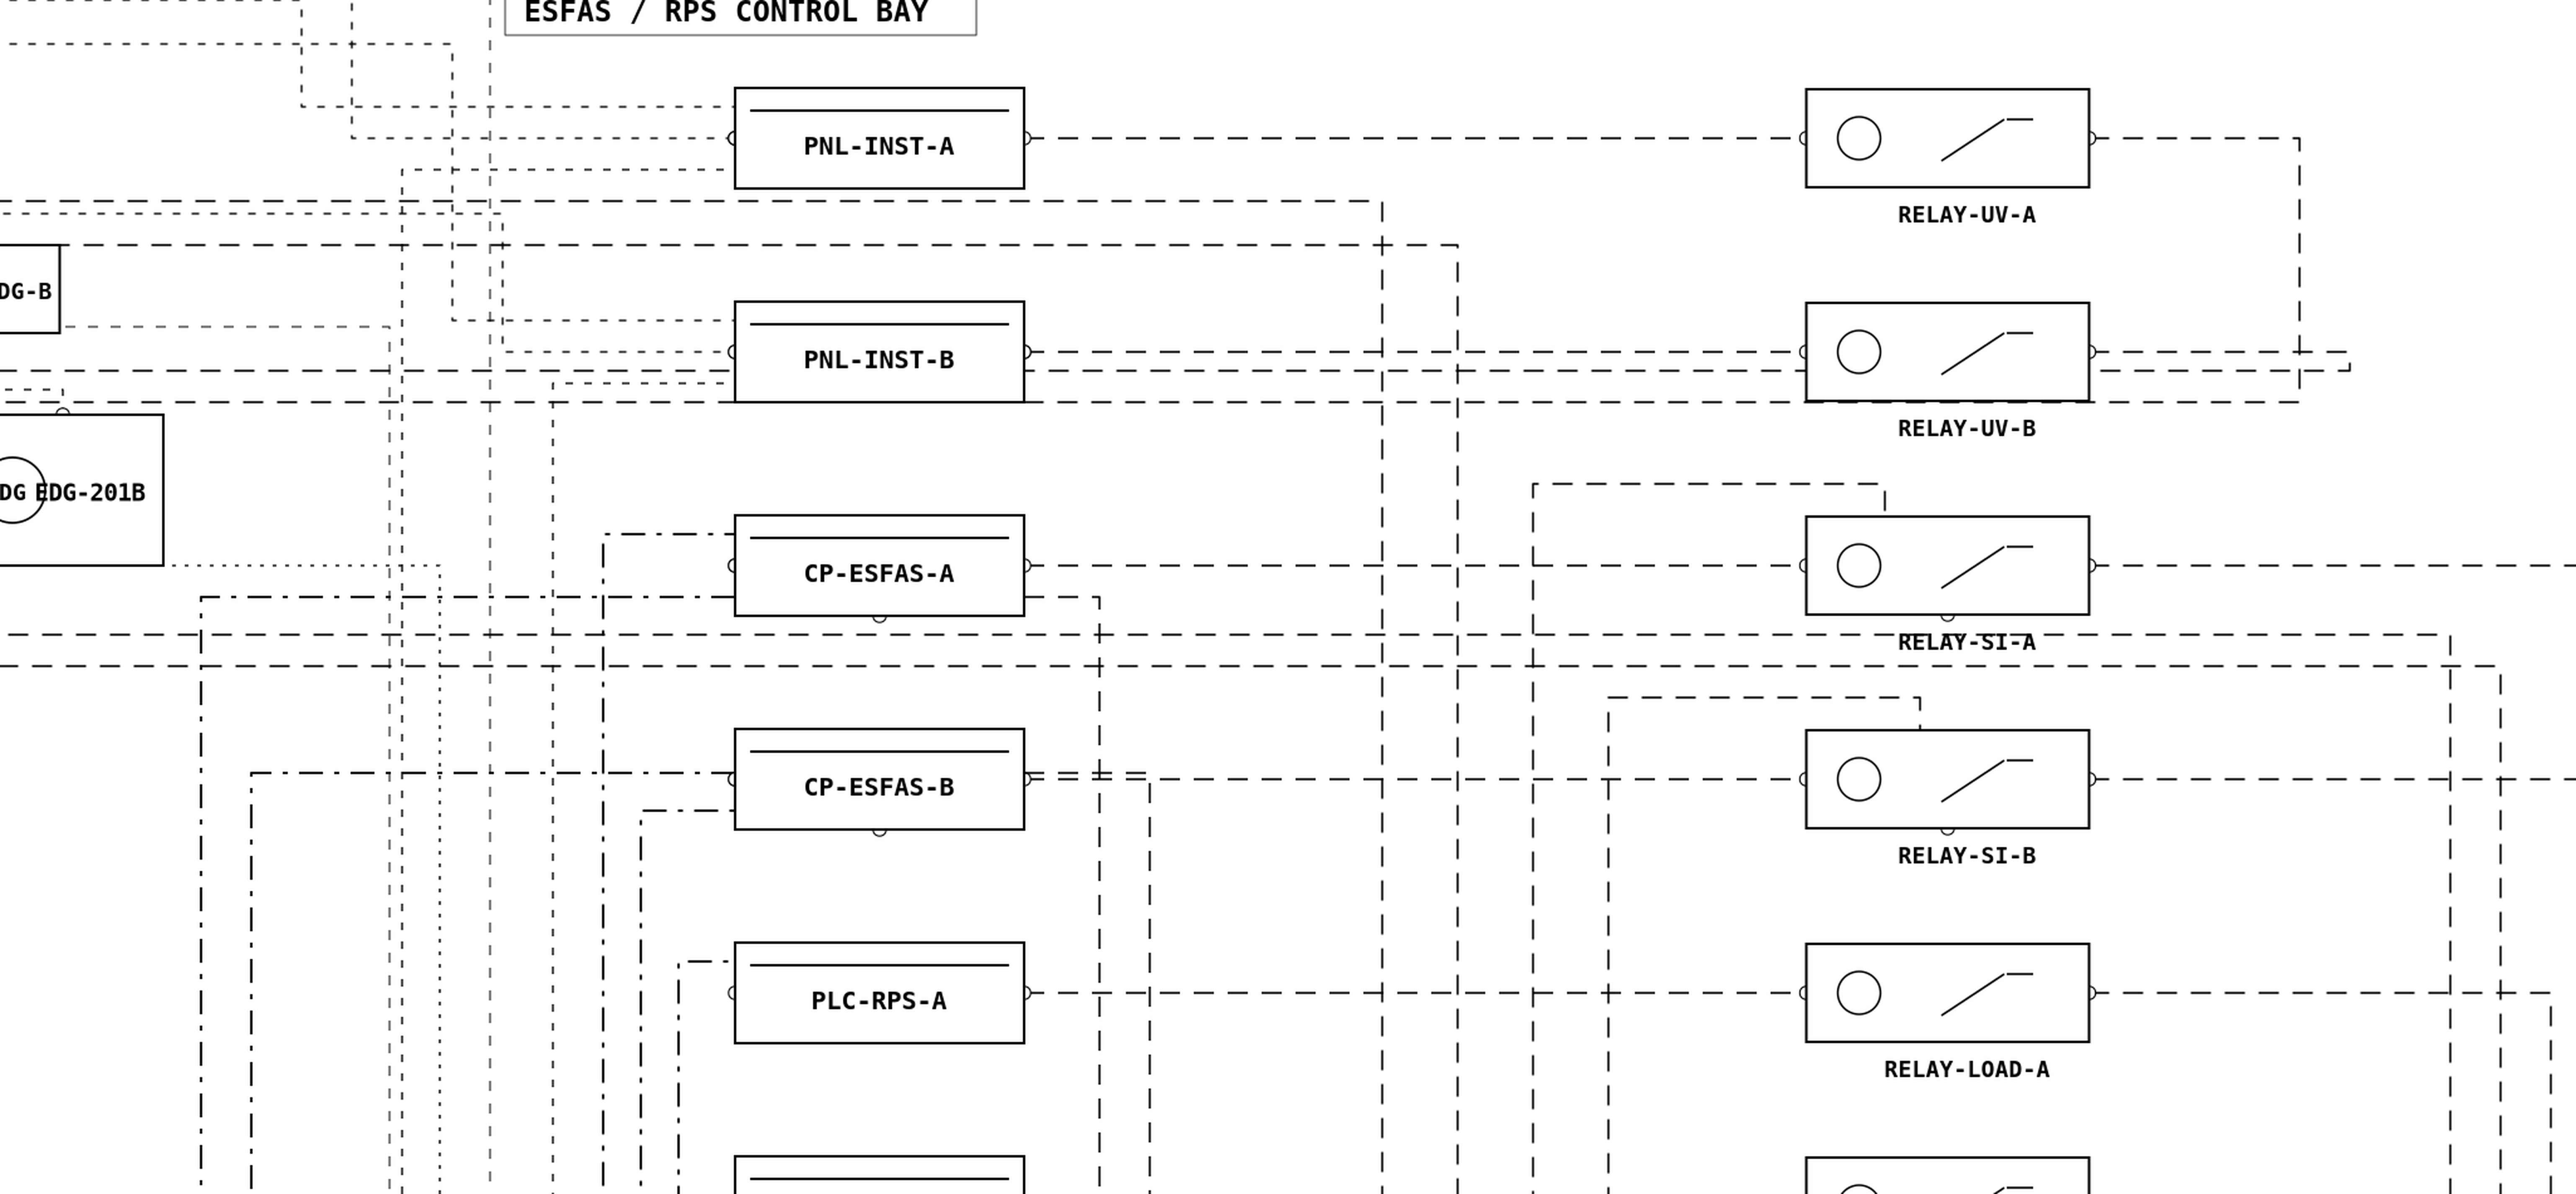 ESFAS / RPS CONTROL BAY
PNL-INST-A
RELAY-UV-A
DG-B
PNL-INST-B
RELAY-UV-B
DG EDG-201B
CP-ESFAS-A
RELAY-SI-A
CP-ESFAS-B
RELAY-SI-B
PLC-RPS-A
RELAY-LOAD-A